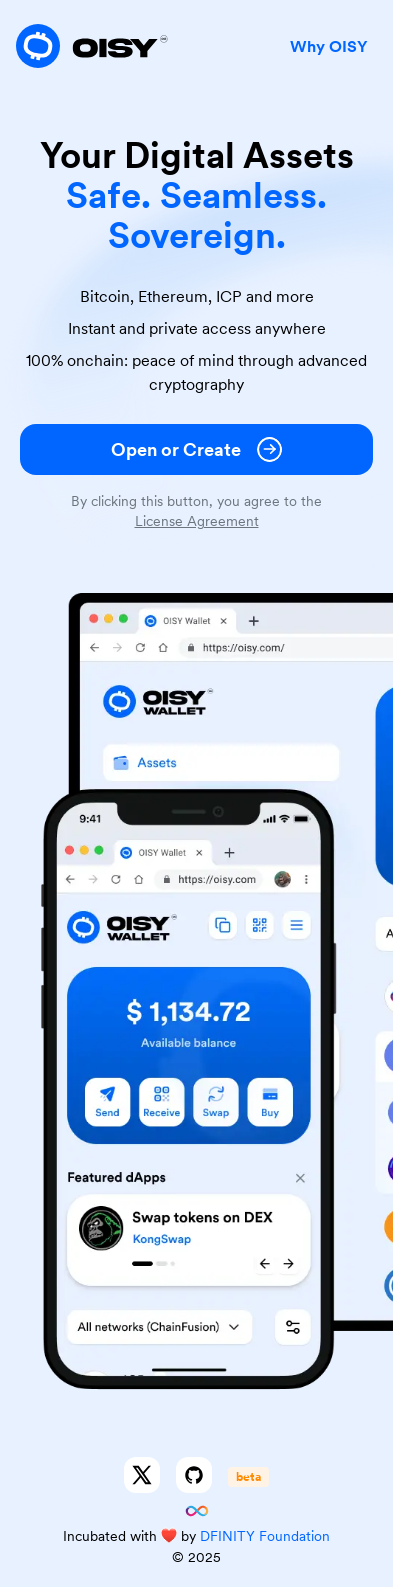 OISY
Why OISY
Your Digital Assets
Safe. Seamless.
Sovereign.
Bitcoin, Ethereum, ICP and more
Instant and private access anywhere
100% onchain: peace of mind through advanced
cryptography
Open or Create
By clicking this button, you agree to the
License Agreement
OISY Wallet
https://oisy.com/
OISY
WALLET
Assets
9:41
OISY Wallet
https://oisy.com
OISY
WALLET
$ 1,134.72
Available balance
Send Receive Swap Buy
Featured dApps
Swap tokens on DEX
KongSwap
All networks (ChainFusion)
beta
Incubated with ❤️ by DFINITY Foundation
© 2025